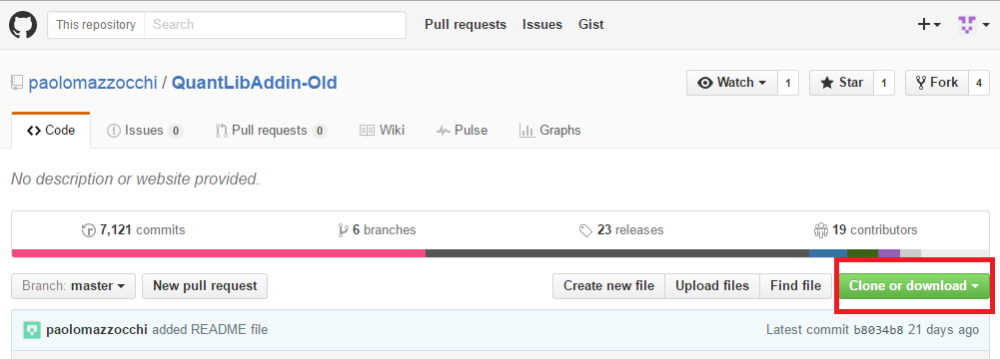 This repository Search Pull requests Issues Gist
paolomazzocchi / QuantLibAddin-Old Watch 1 Star 1 Fork 4
Code Issues 0 Pull requests 0 Wiki Pulse Graphs
No description or website provided.
7,121 commits 6 branches 23 releases 19 contributors
Branch: master New pull request Create new file Upload files Find file Clone or download
paolomazzocchi added README file Latest commit b8034b8 21 days ago